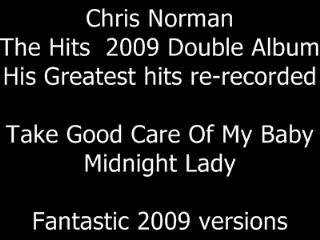 Chris Norman
The Hits 2009 Double Album
His Greatest hits re-recorded
Take Good Care Of My Baby
Midnight Lady
Fantastic 2009 versions